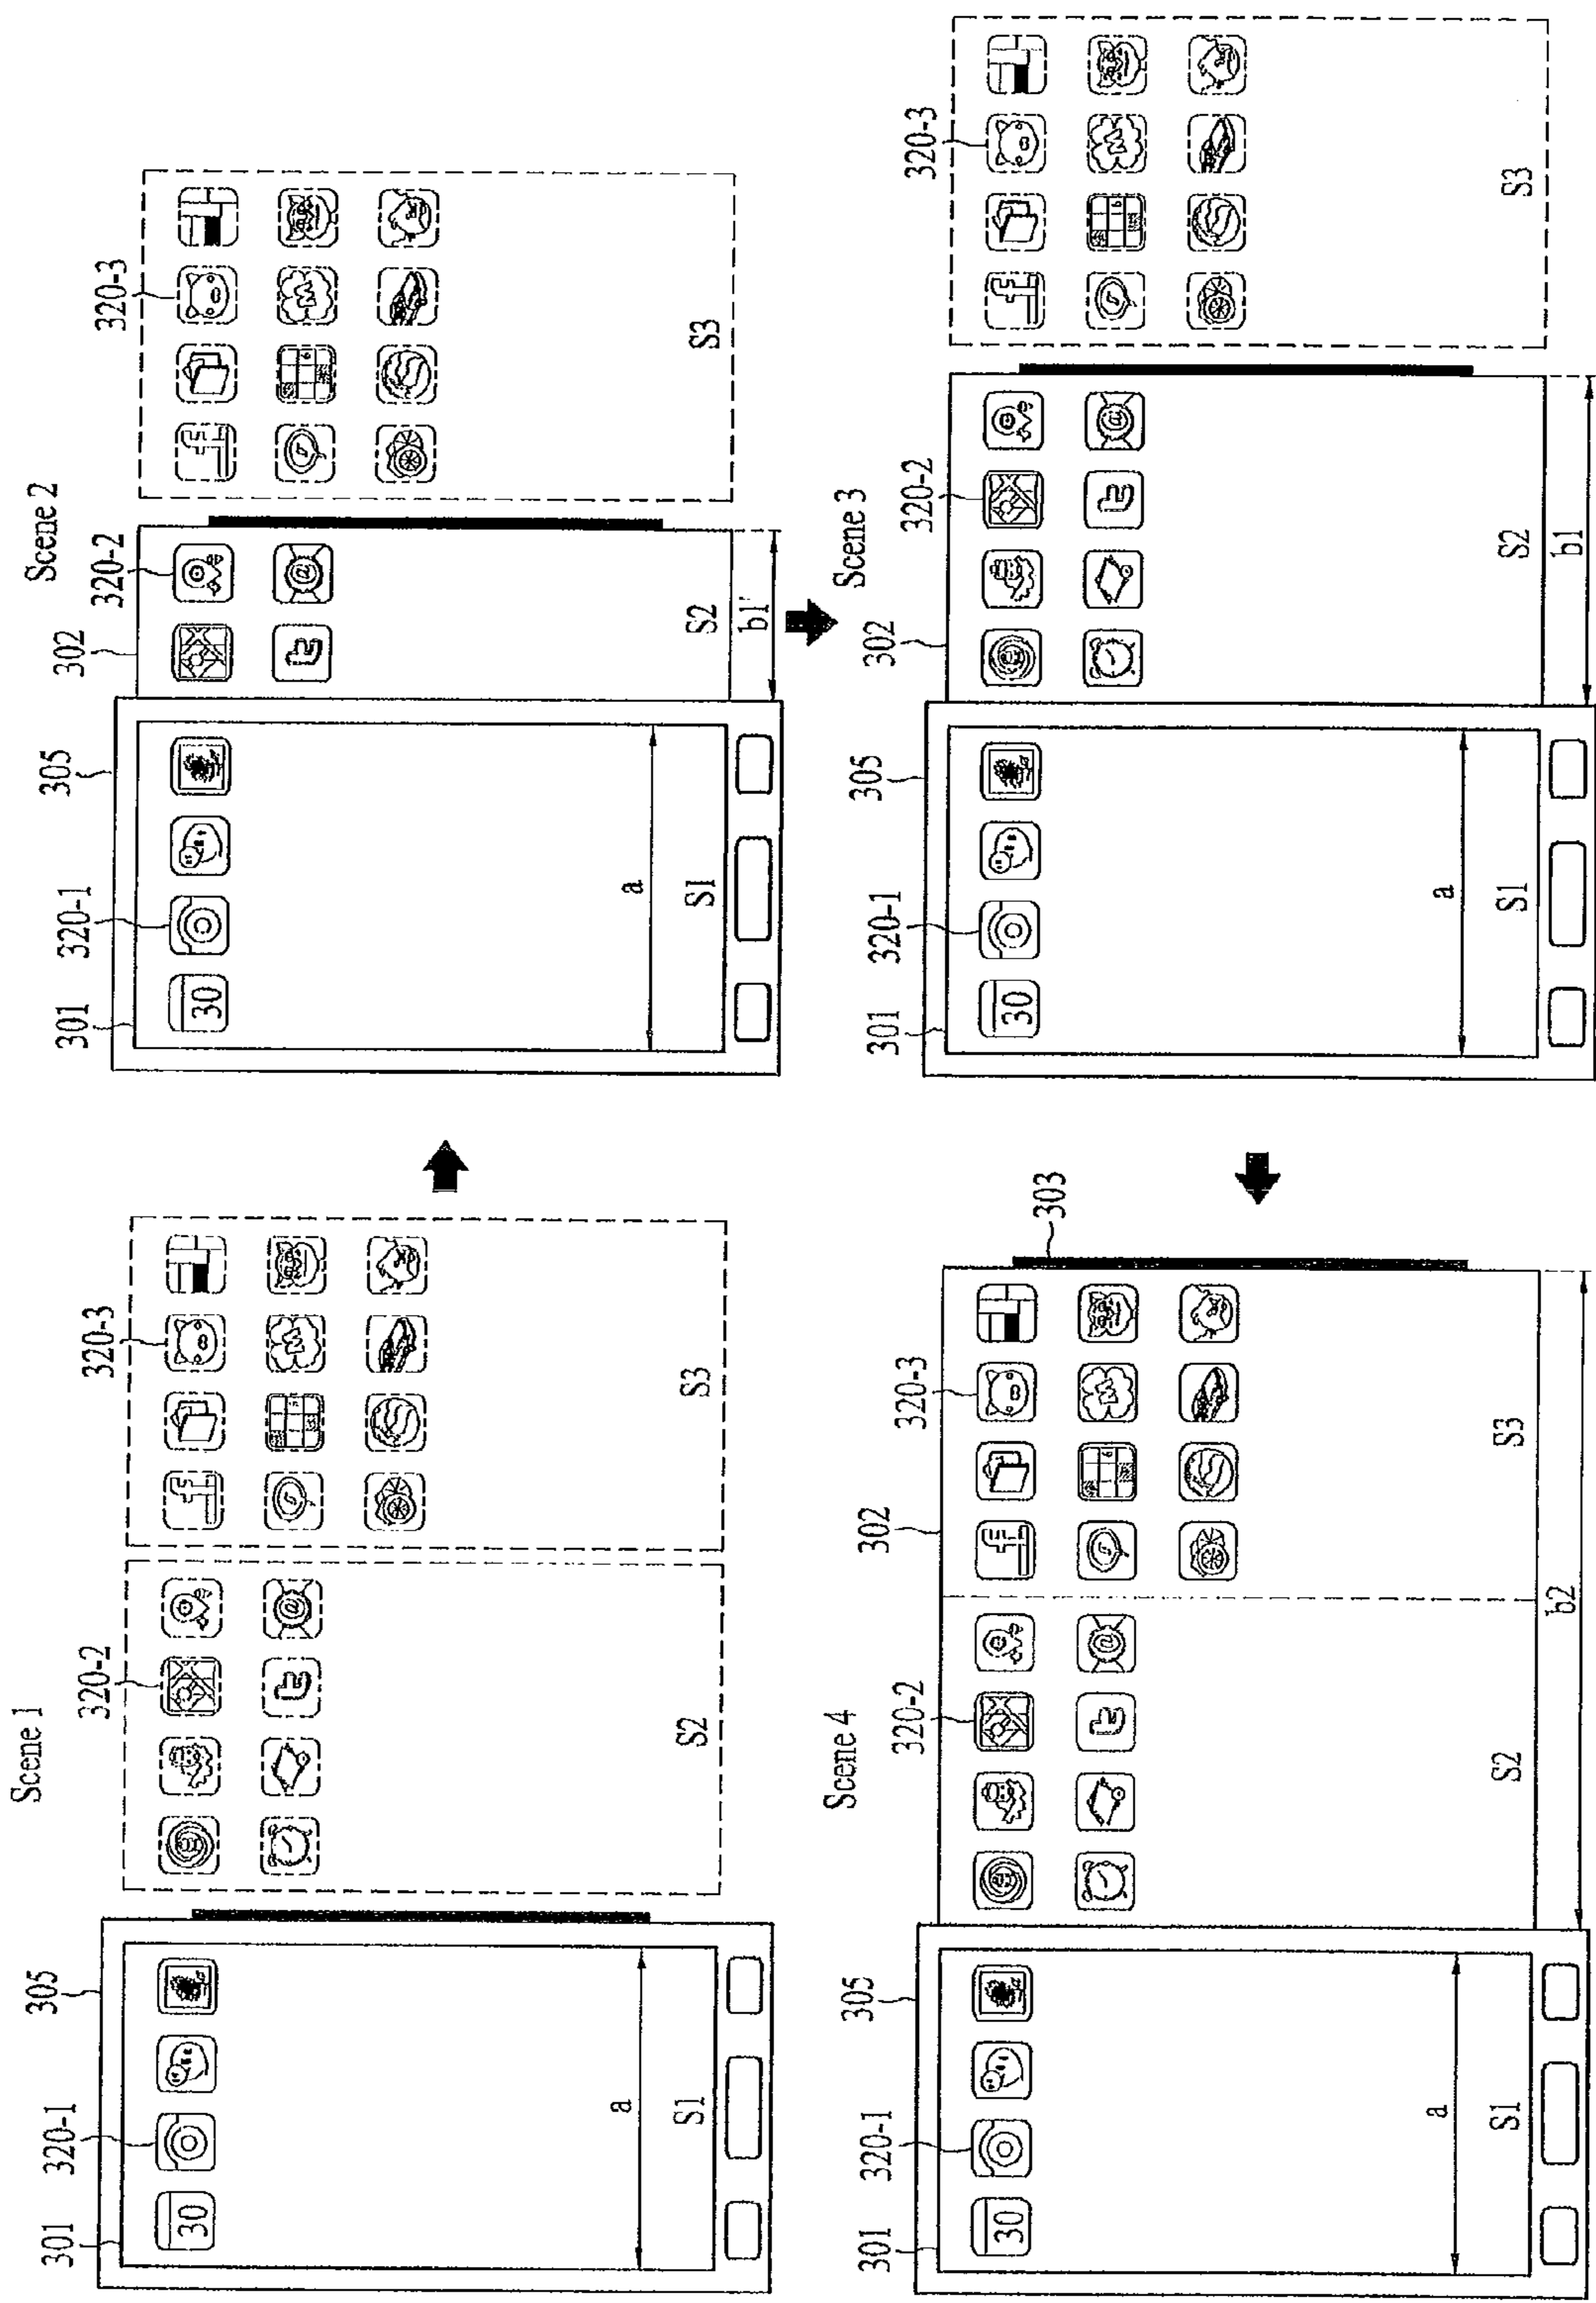 Scene 1
301 320-1 305 320-2 320-3
30
f
t @
W
a
S1 S2 S3
Scene 2
301 320-1 305 302 320-2 320-3
30
f
t @
W
a
S1 S2 S3
b1'
Scene 3
301 320-1 305 302 320-2 320-3
30
f
t @
W
a
S1 S2 S3
b1
Scene 4
301 320-1 305 320-2 302 320-3 303
30
f
t @
W
a
S1 S2 S3
b2